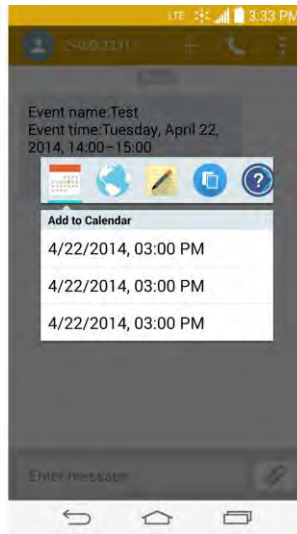 LTE 3:33 PM
Event name:Test
Event time:Tuesday, April 22,
2014, 14:00–15:00
?
Add to Calendar
4/22/2014, 03:00 PM
4/22/2014, 03:00 PM
4/22/2014, 03:00 PM
Enter message